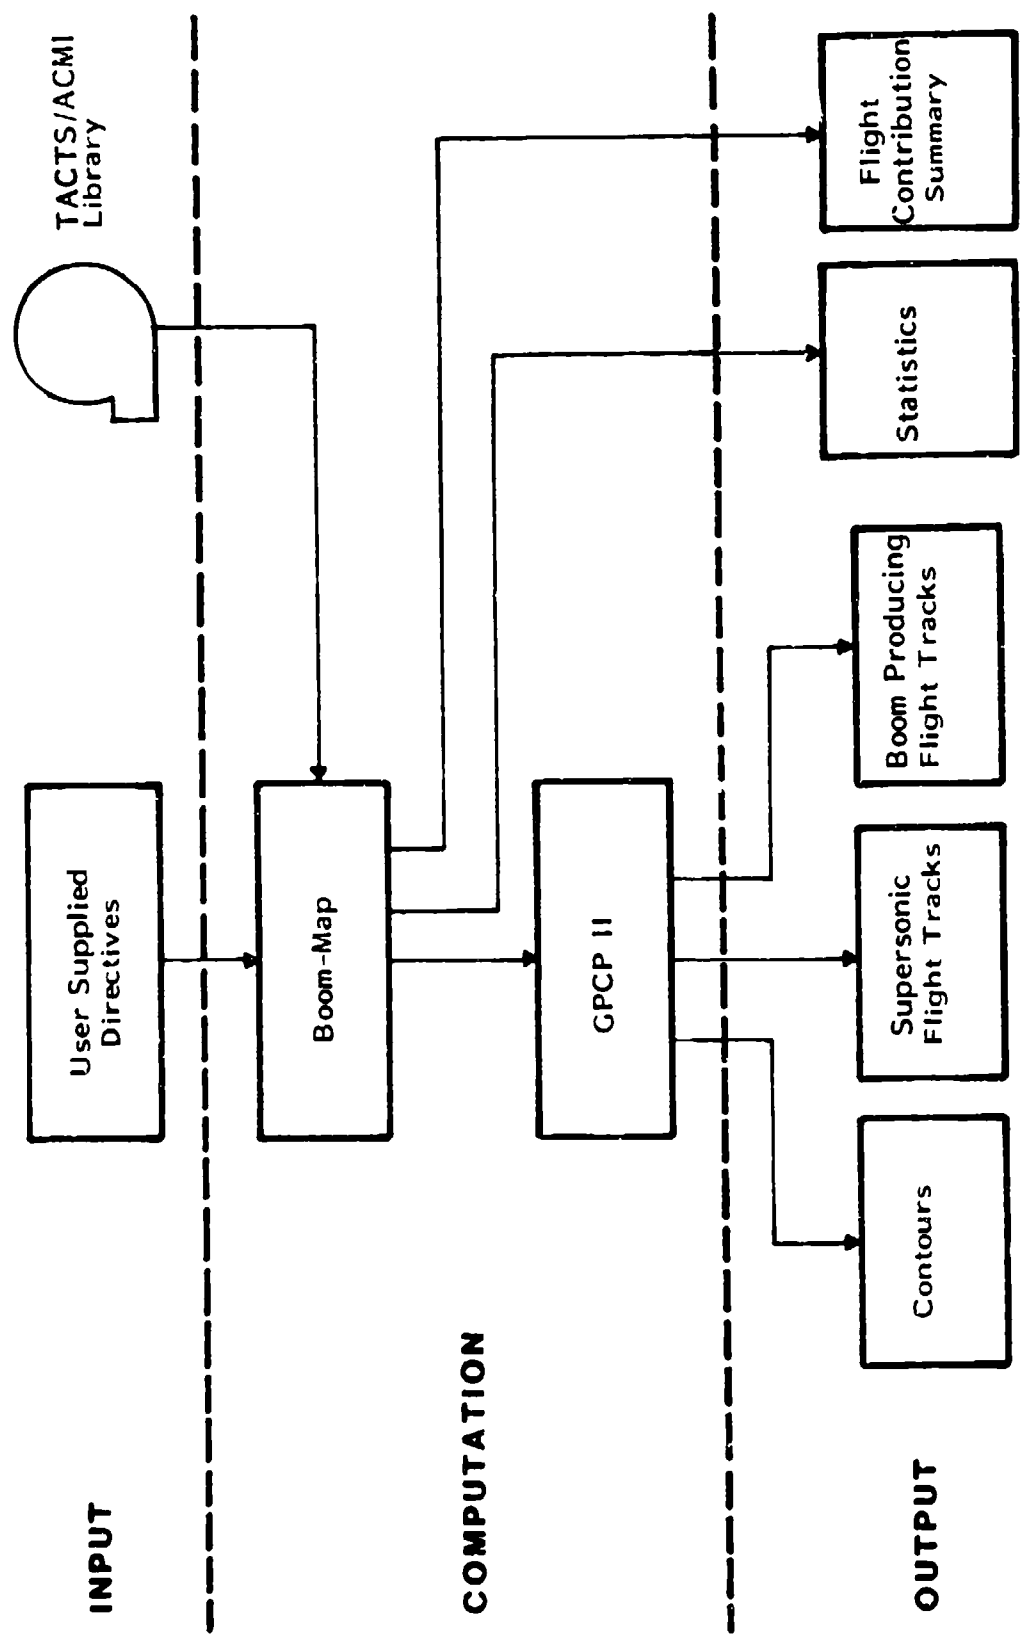 INPUT
User Supplied
Directives
TACTS/ACMI
Library
COMPUTATION
Boom-Map
GPCP II
OUTPUT
Contours
Supersonic
Flight Tracks
Boom Producing
Flight Tracks
Statistics
Flight
Contribution
Summary